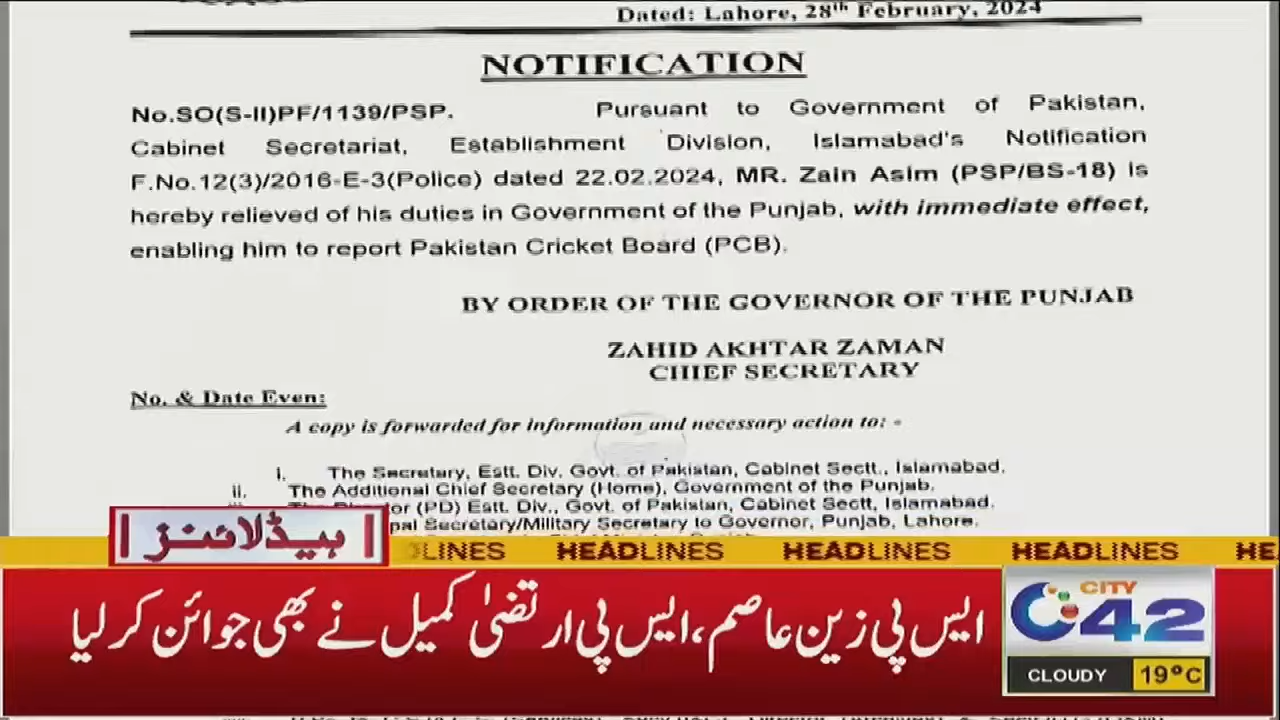 Dated: Lahore, 28th February, 2024
NOTIFICATION
No.SO(S-II)PF/1139/PSP. Pursuant to Government of Pakistan,
Cabinet Secretariat, Establishment Division, Islamabad's Notification
F.No.12(3)/2016-E-3(Police) dated 22.02.2024, MR. Zain Asim (PSP/BS-18) is
hereby relieved of his duties in Government of the Punjab, with immediate effect,
enabling him to report Pakistan Cricket Board (PCB).
BY ORDER OF THE GOVERNOR OF THE PUNJAB
ZAHID AKHTAR ZAMAN
CHIEF SECRETARY
No. & Date Even:
A copy is forwarded for information and necessary action to: -
i. The Secretary, Estt. Div. Govt. of Pakistan, Cabinet Sectt., Islamabad.
ii. The Additional Chief Secretary (Home), Government of the Punjab.
(PD) Estt. Div., Govt. of Pakistan, Cabinet Sectt, Islamabad.
Secretary/Military Secretary to Governor, Punjab, Lahore.
ہیڈلائنز
LINES HEADLINES HEADLINES HEADLINES HE
ایس پی زین عاصم، ایس پی ارتضیٰ کمیل نے بھی جوائن کر لیا
CITY
42
CLOUDY 19°C